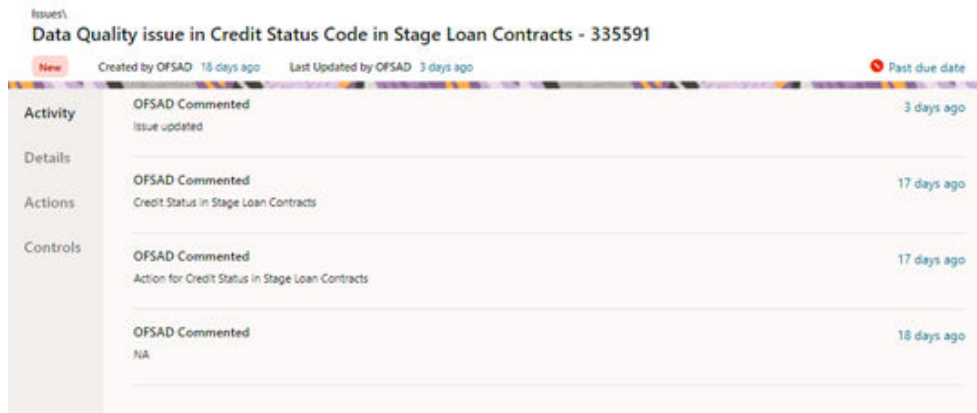 Issues\
Data Quality issue in Credit Status Code in Stage Loan Contracts - 335591
New Created by OFSAD 18 days ago Last Updated by OFSAD 3 days ago Past due date
Activity
Details
Actions
Controls
OFSAD Commented 3 days ago
Issue updated
OFSAD Commented 17 days ago
Credit Status in Stage Loan Contracts
OFSAD Commented 17 days ago
Action for Credit Status in Stage Loan Contracts
OFSAD Commented 18 days ago
NA